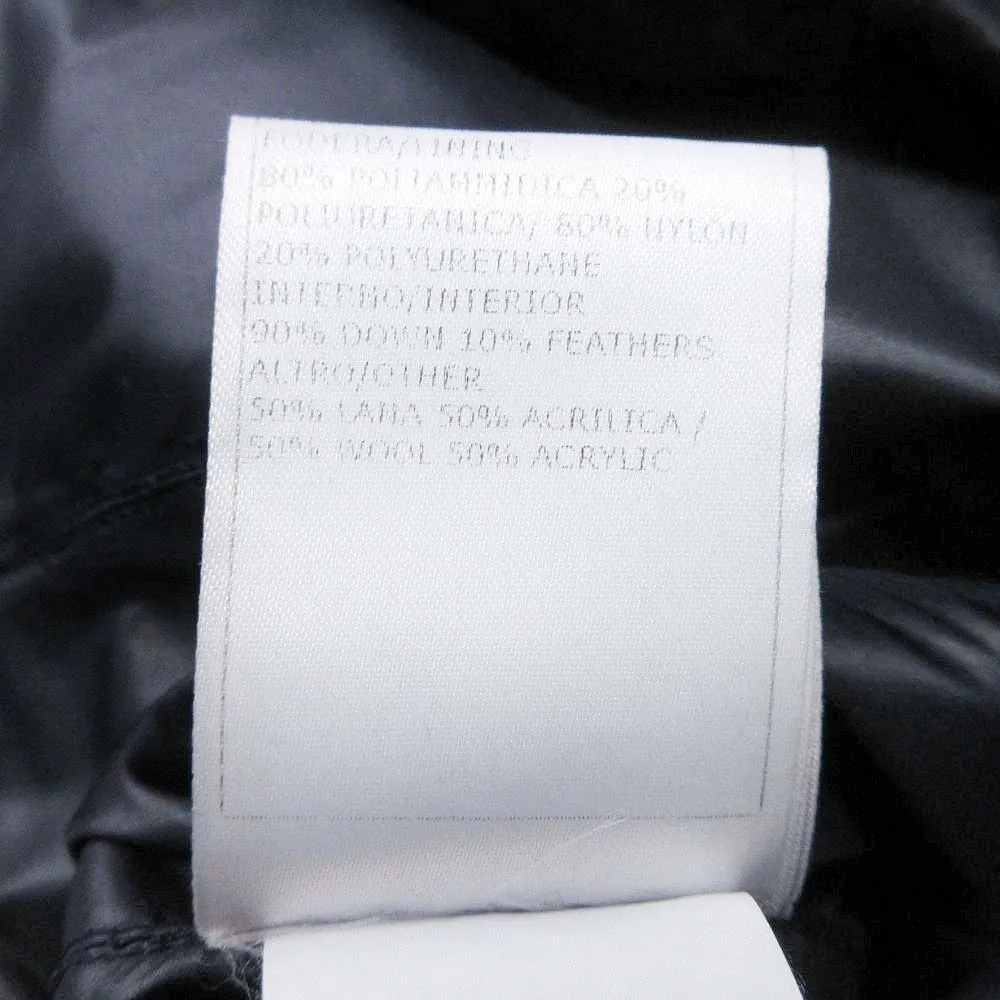 FODERA/LINING
80% POLIAMMIDICA 20%
POLIURETANICA/ 80% NYLON
20% POLYURETHANE
INTERNO/INTERIOR
90% DOWN 10% FEATHERS
ALTRO/OTHER
50% LANA 50% ACRILICA /
50% WOOL 50% ACRYLIC